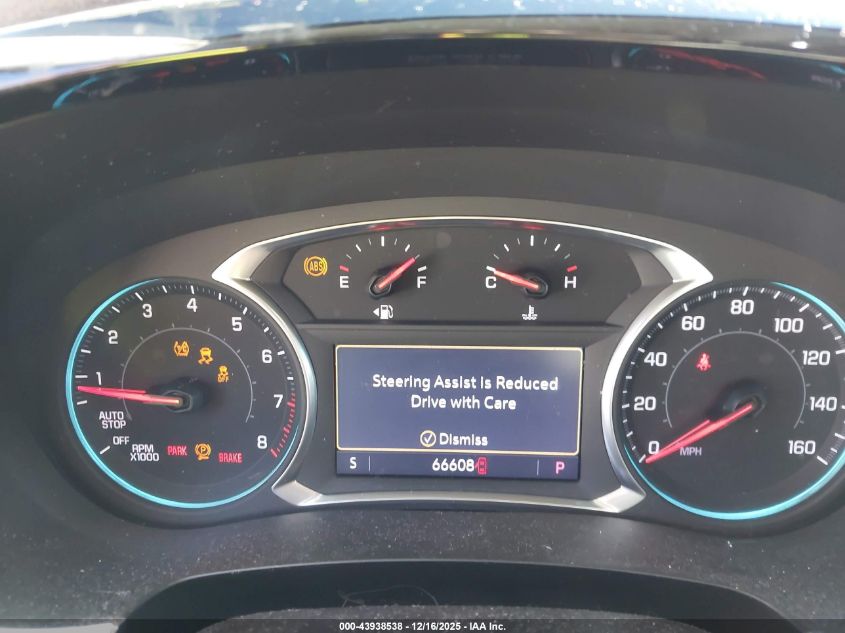 ABS
E F
C H
1 2 3 4 5 6 7 8
AUTO
STOP
OFF
RPM
X1000
OFF
PARK
P
BRAKE
Steering Assist is Reduced
Drive with Care
Dismiss
S 66608 P
0 20 40 60 80 100 120 140 160
MPH
000-43938538 - 12/16/2025 - IAA Inc.